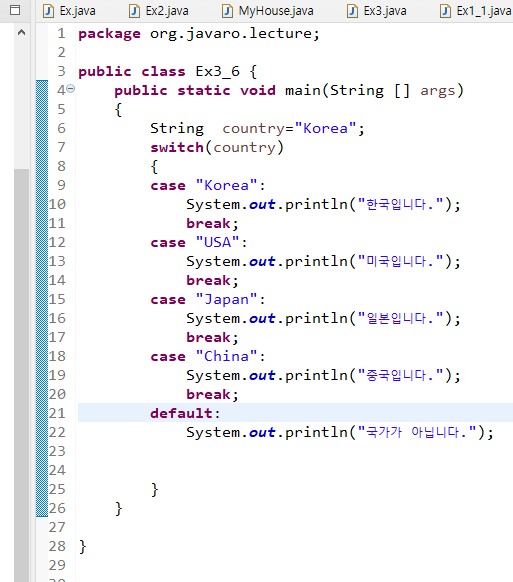 Ex.java Ex2.java MyHouse.java Ex3.java Ex1_1.java
1 package org.javaro.lecture;
2
3 public class Ex3_6 {
4 public static void main(String [] args)
5 {
6 String  country="Korea";
7 switch(country)
8 {
9 case "Korea":
10 System.out.println("한국입니다.");
11 break;
12 case "USA":
13 System.out.println("미국입니다.");
14 break;
15 case "Japan":
16 System.out.println("일본입니다.");
17 break;
18 case "China":
19 System.out.println("중국입니다.");
20 break;
21 default:
22 System.out.println("국가가 아닙니다.");
23
24
25 }
26 }
27
28 }
29